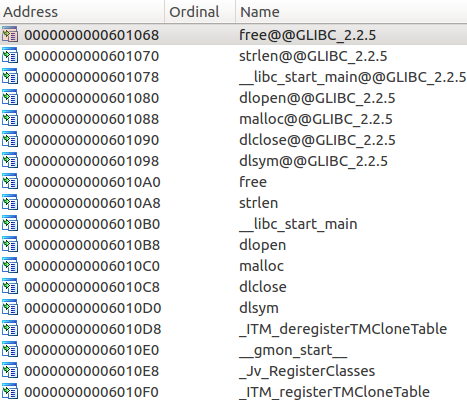 Address Ordinal Name
0000000000601068 free@@GLIBC_2.2.5
0000000000601070 strlen@@GLIBC_2.2.5
0000000000601078 __libc_start_main@@GLIBC_2.2.5
0000000000601080 dlopen@@GLIBC_2.2.5
0000000000601088 malloc@@GLIBC_2.2.5
0000000000601090 dlclose@@GLIBC_2.2.5
0000000000601098 dlsym@@GLIBC_2.2.5
00000000006010A0 free
00000000006010A8 strlen
00000000006010B0 __libc_start_main
00000000006010B8 dlopen
00000000006010C0 malloc
00000000006010C8 dlclose
00000000006010D0 dlsym
00000000006010D8 _ITM_deregisterTMCloneTable
00000000006010E0 __gmon_start__
00000000006010E8 _Jv_RegisterClasses
00000000006010F0 _ITM_registerTMCloneTable